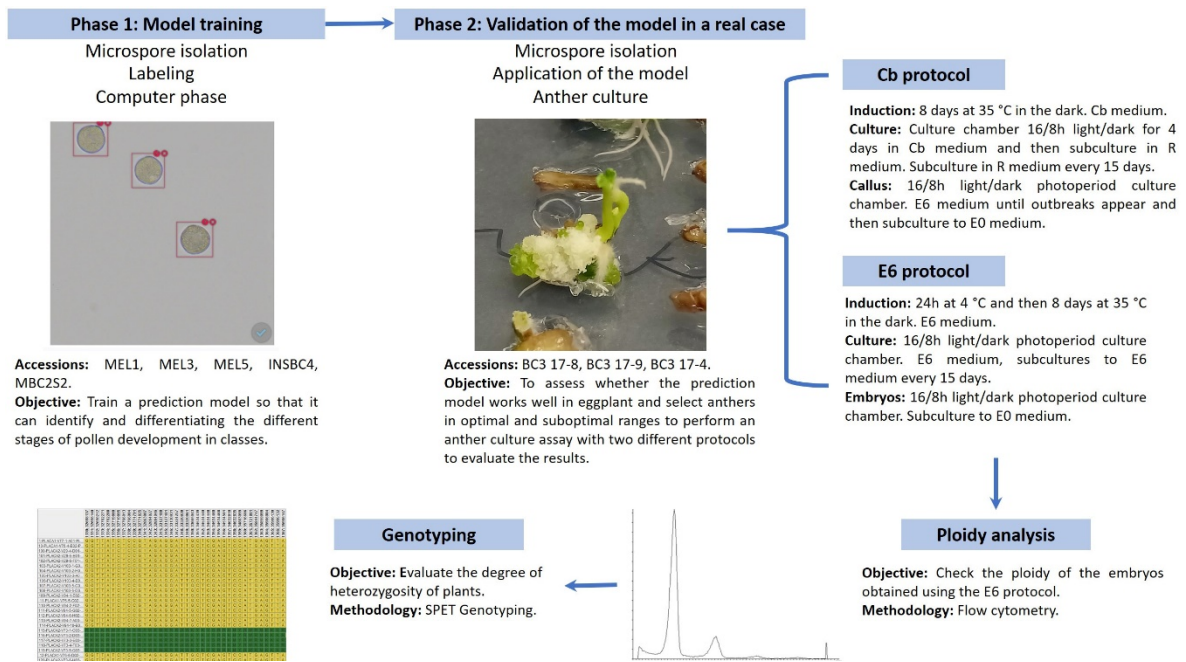 Phase 1: Model training
Microspore isolation
Labeling
Computer phase
Accessions: MEL1, MEL3, MEL5, INSBC4,
MBC2S2.
Objective: Train a prediction model so that it
can identify and differentiating the different
stages of pollen development in classes.
Phase 2: Validation of the model in a real case
Microspore isolation
Application of the model
Anther culture
Accessions: BC3 17-8, BC3 17-9, BC3 17-4.
Objective: To assess whether the prediction
model works well in eggplant and select anthers
in optimal and suboptimal ranges to perform an
anther culture assay with two different protocols
to evaluate the results.
Cb protocol
Induction: 8 days at 35 °C in the dark. Cb medium.
Culture: Culture chamber 16/8h light/dark for 4
days in Cb medium and then subculture in R
medium. Subculture in R medium every 15 days.
Callus: 16/8h light/dark photoperiod culture
chamber. E6 medium until outbreaks appear and
then subculture to E0 medium.
E6 protocol
Induction: 24h at 4 °C and then 8 days at 35 °C
in the dark. E6 medium.
Culture: 16/8h light/dark photoperiod culture
chamber. E6 medium, subcultures to E6
medium every 15 days.
Embryos: 16/8h light/dark photoperiod culture
chamber. Subculture to E0 medium.
Ploidy analysis
Objective: Check the ploidy of the embryos
obtained using the E6 protocol.
Methodology: Flow cytometry.
Genotyping
Objective: Evaluate the degree of
heterozygosity of plants.
Methodology: SPET Genotyping.